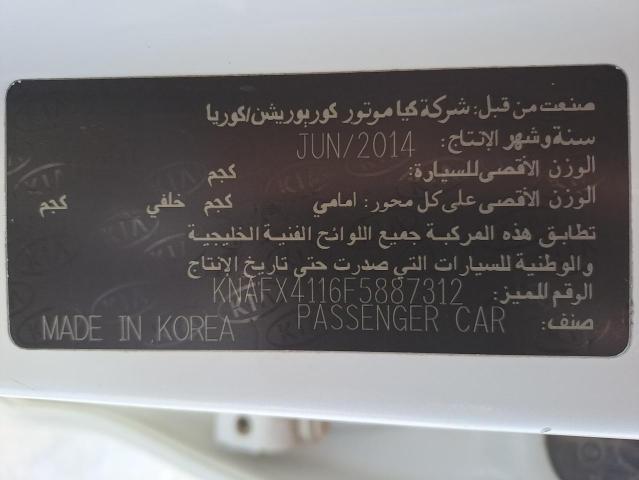 صنعت من قبل: شركة كيا موتور كوربوريشن/كوريا
سنة وشهر الإنتاج: JUN/2014
الوزن الأقصى للسيارة: كجم
الوزن الأقصى على كل محور: امامي كجم خلفي كجم
تطابق هذه المركبة جميع اللوائح الفنية الخليجية
والوطنية للسيارات التي صدرت حتى تاريخ الإنتاج
الرقم المميز: KNAFX4116F5887312
صنف: PASSENGER CAR
MADE IN KOREA